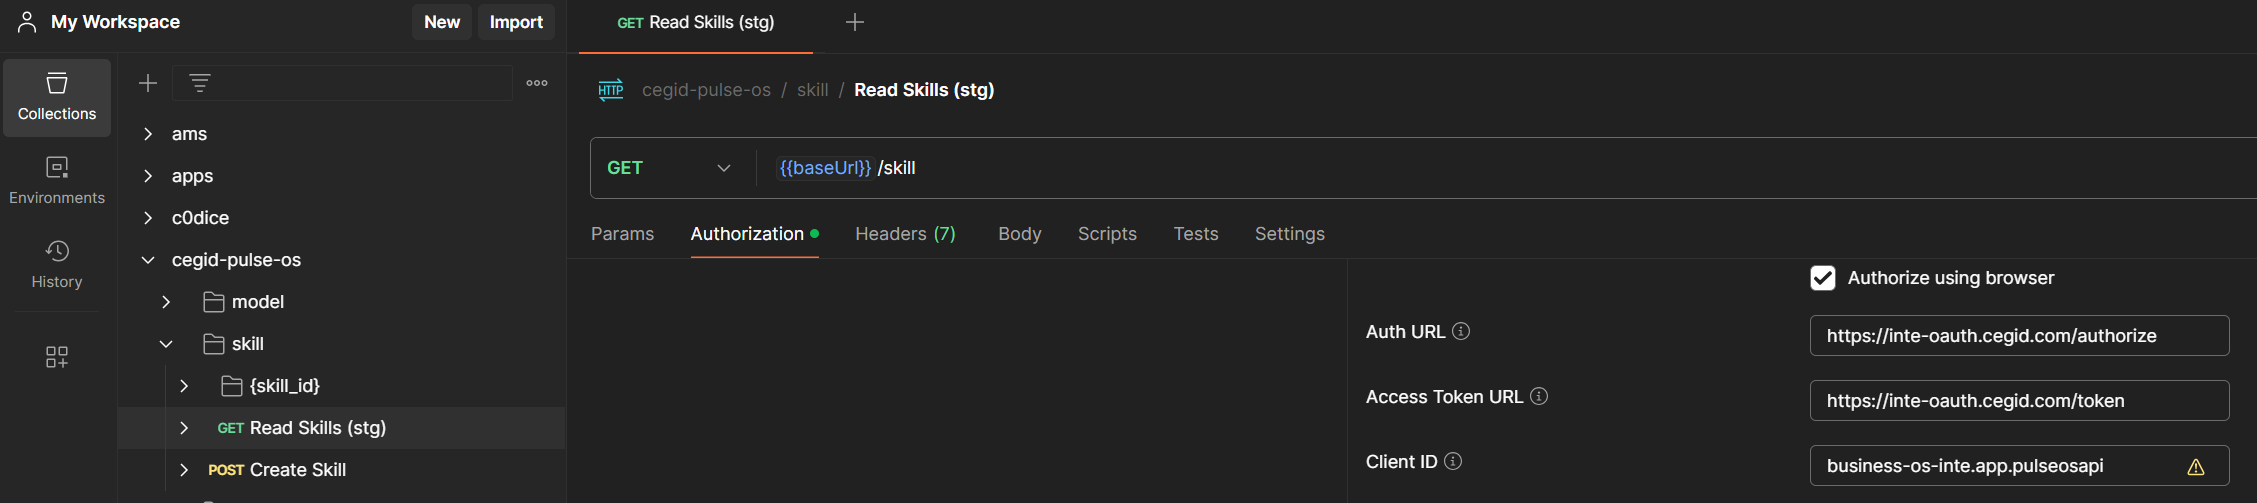 My Workspace
New
Import
GET Read Skills (stg)
Collections
Environments
History
ams
apps
c0dice
cegid-pulse-os
model
skill
{skill_id}
GET Read Skills (stg)
POST Create Skill
HTTP cegid-pulse-os / skill / Read Skills (stg)
GET {{baseUrl}}/skill
Params Authorization Headers (7) Body Scripts Tests Settings
Authorize using browser
Auth URL https://inte-oauth.cegid.com/authorize
Access Token URL https://inte-oauth.cegid.com/token
Client ID business-os-inte.app.pulseosapi